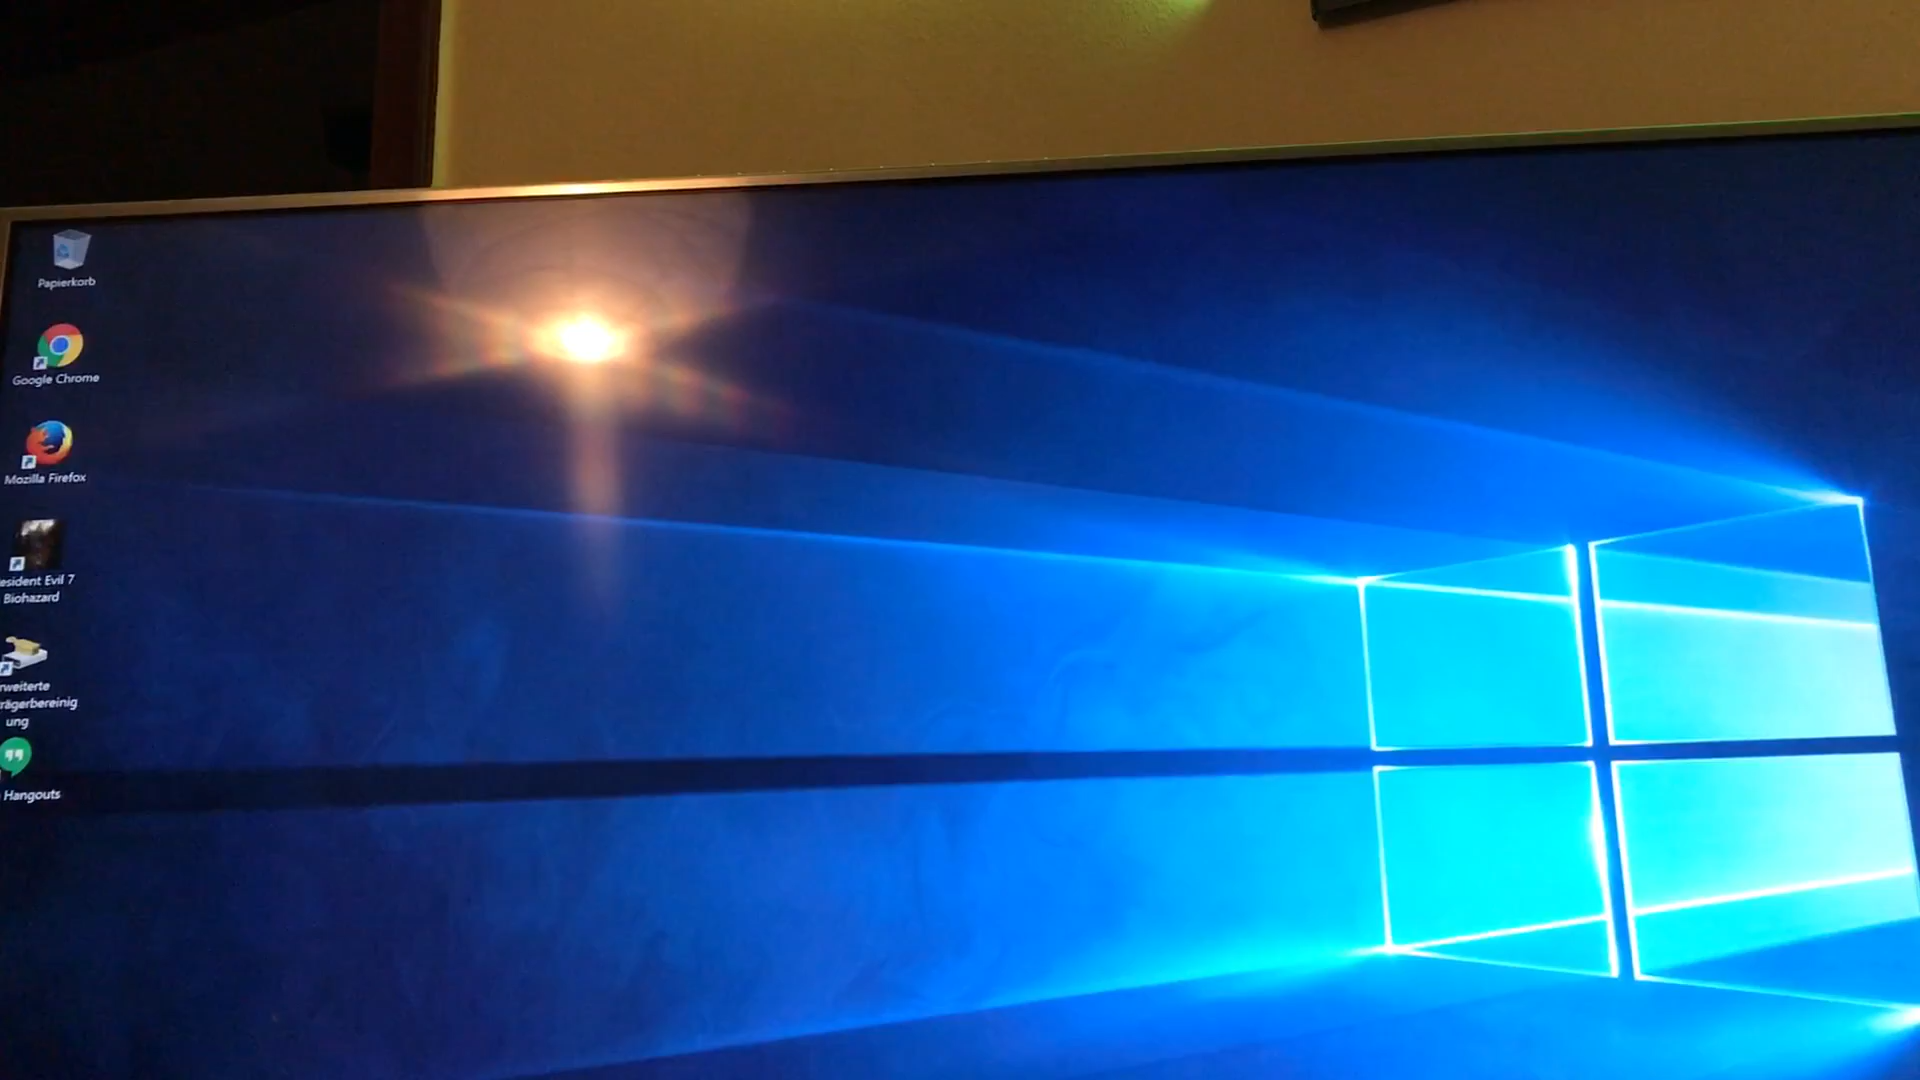 Papierkorb
Google Chrome
Mozilla Firefox
esident Evil 7
Biohazard
rweiterte
rägerbereinig
ung
Hangouts